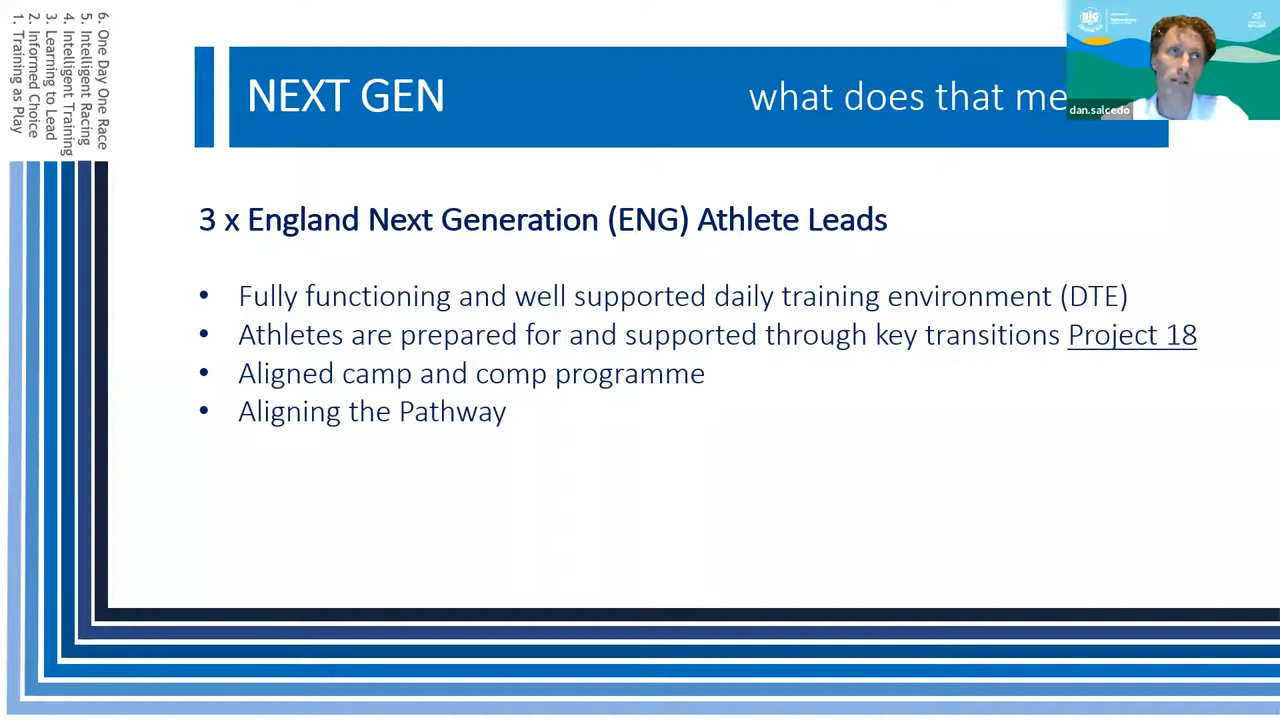 6. One Day One Race
5. Intelligent Racing
4. Intelligent Training
3. Learning to Lead
2. Informed Choice
1. Training as Play
NEXT GEN
what does that me
dan.salcedo
3 x England Next Generation (ENG) Athlete Leads
• Fully functioning and well supported daily training environment (DTE)
• Athletes are prepared for and supported through key transitions Project 18
• Aligned camp and comp programme
• Aligning the Pathway